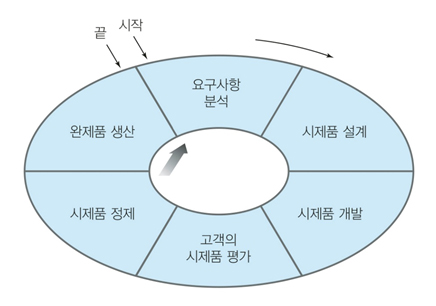 끝
시작
요구사항
분석
시제품 설계
시제품 개발
고객의
시제품 평가
시제품 정제
완제품 생산